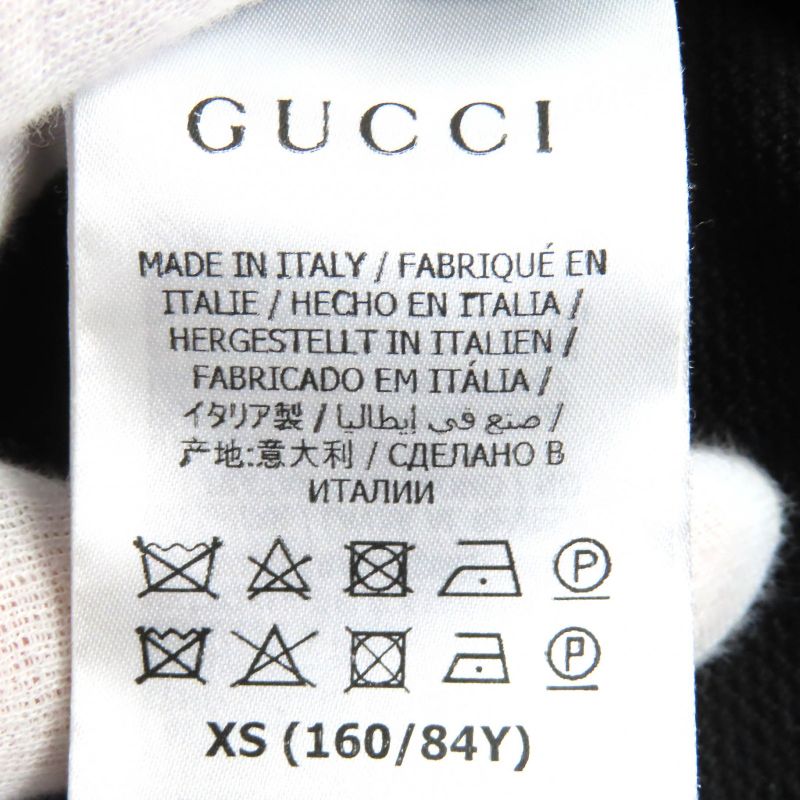 GUCCI
MADE IN ITALY / FABRIQUÉ EN
ITALIE / HECHO EN ITALIA /
HERGESTELLT IN ITALIEN /
FABRICADO EM ITÁLIA /
イタリア製 / صنع في إيطاليا /
产地:意大利 / СДЕЛАНО В
ИТАЛИИ
P
P
XS (160/84Y)